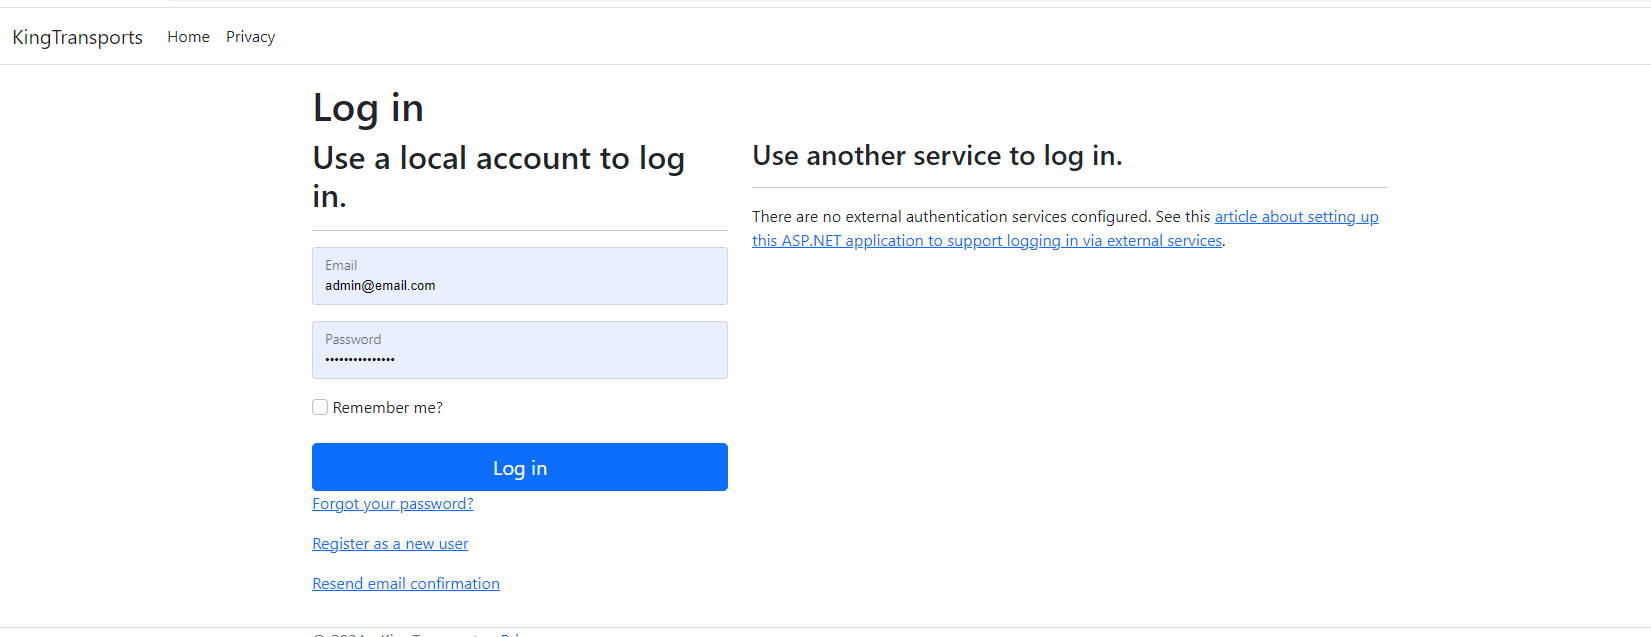 KingTransports Home Privacy
Log in
Use a local account to log
in.
Email
admin@email.com
Password
•••••••••••••••
Remember me?
Log in
Forgot your password?
Register as a new user
Resend email confirmation
Use another service to log in.
There are no external authentication services configured. See this article about setting up
this ASP.NET application to support logging in via external services.